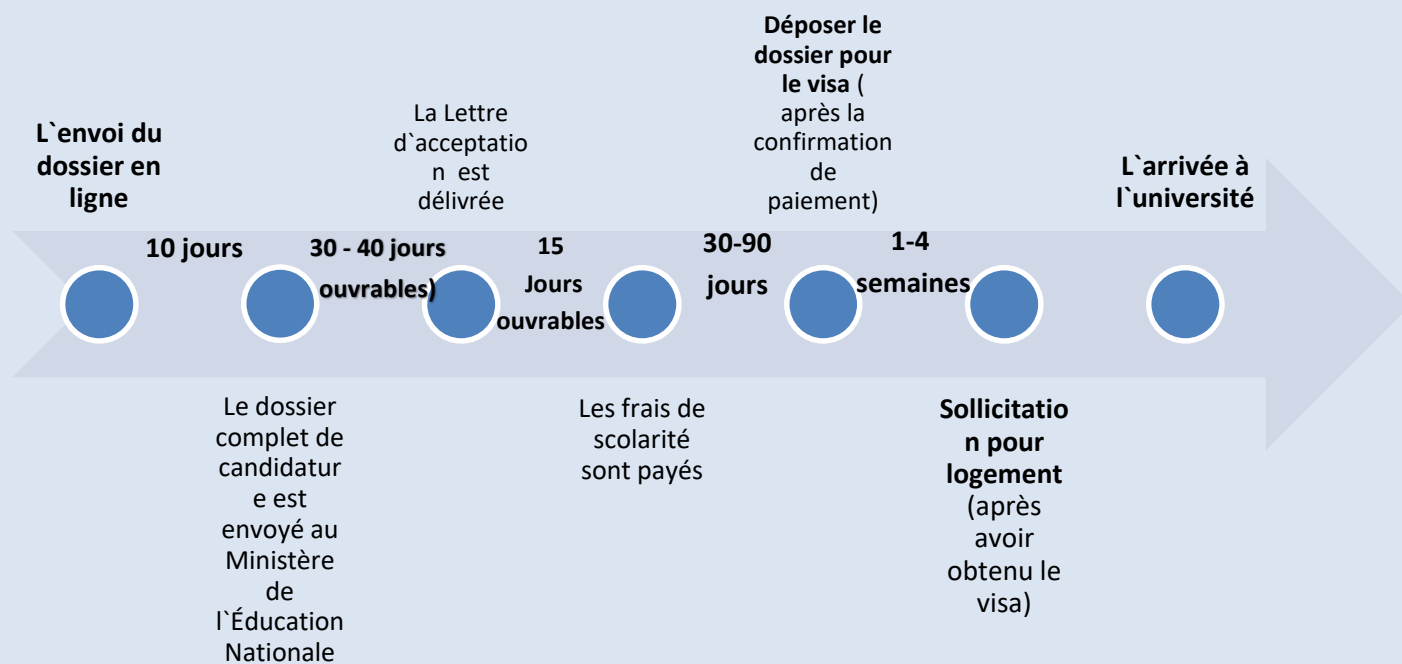 L`envoi du
dossier en
ligne
La Lettre
d`acceptatio
n est
délivrée
Déposer le
dossier pour
le visa (
après la
confirmation
de
paiement)
L`arrivée à
l`université
10 jours
30 - 40 jours
ouvrables)
15
Jours
ouvrables
30-90
jours
1-4
semaines
Le dossier
complet de
candidatur
e est
envoyé au
Ministère
de
l`Éducation
Nationale
Les frais de
scolarité
sont payés
Sollicitatio
n pour
logement
(après
avoir
obtenu le
visa)